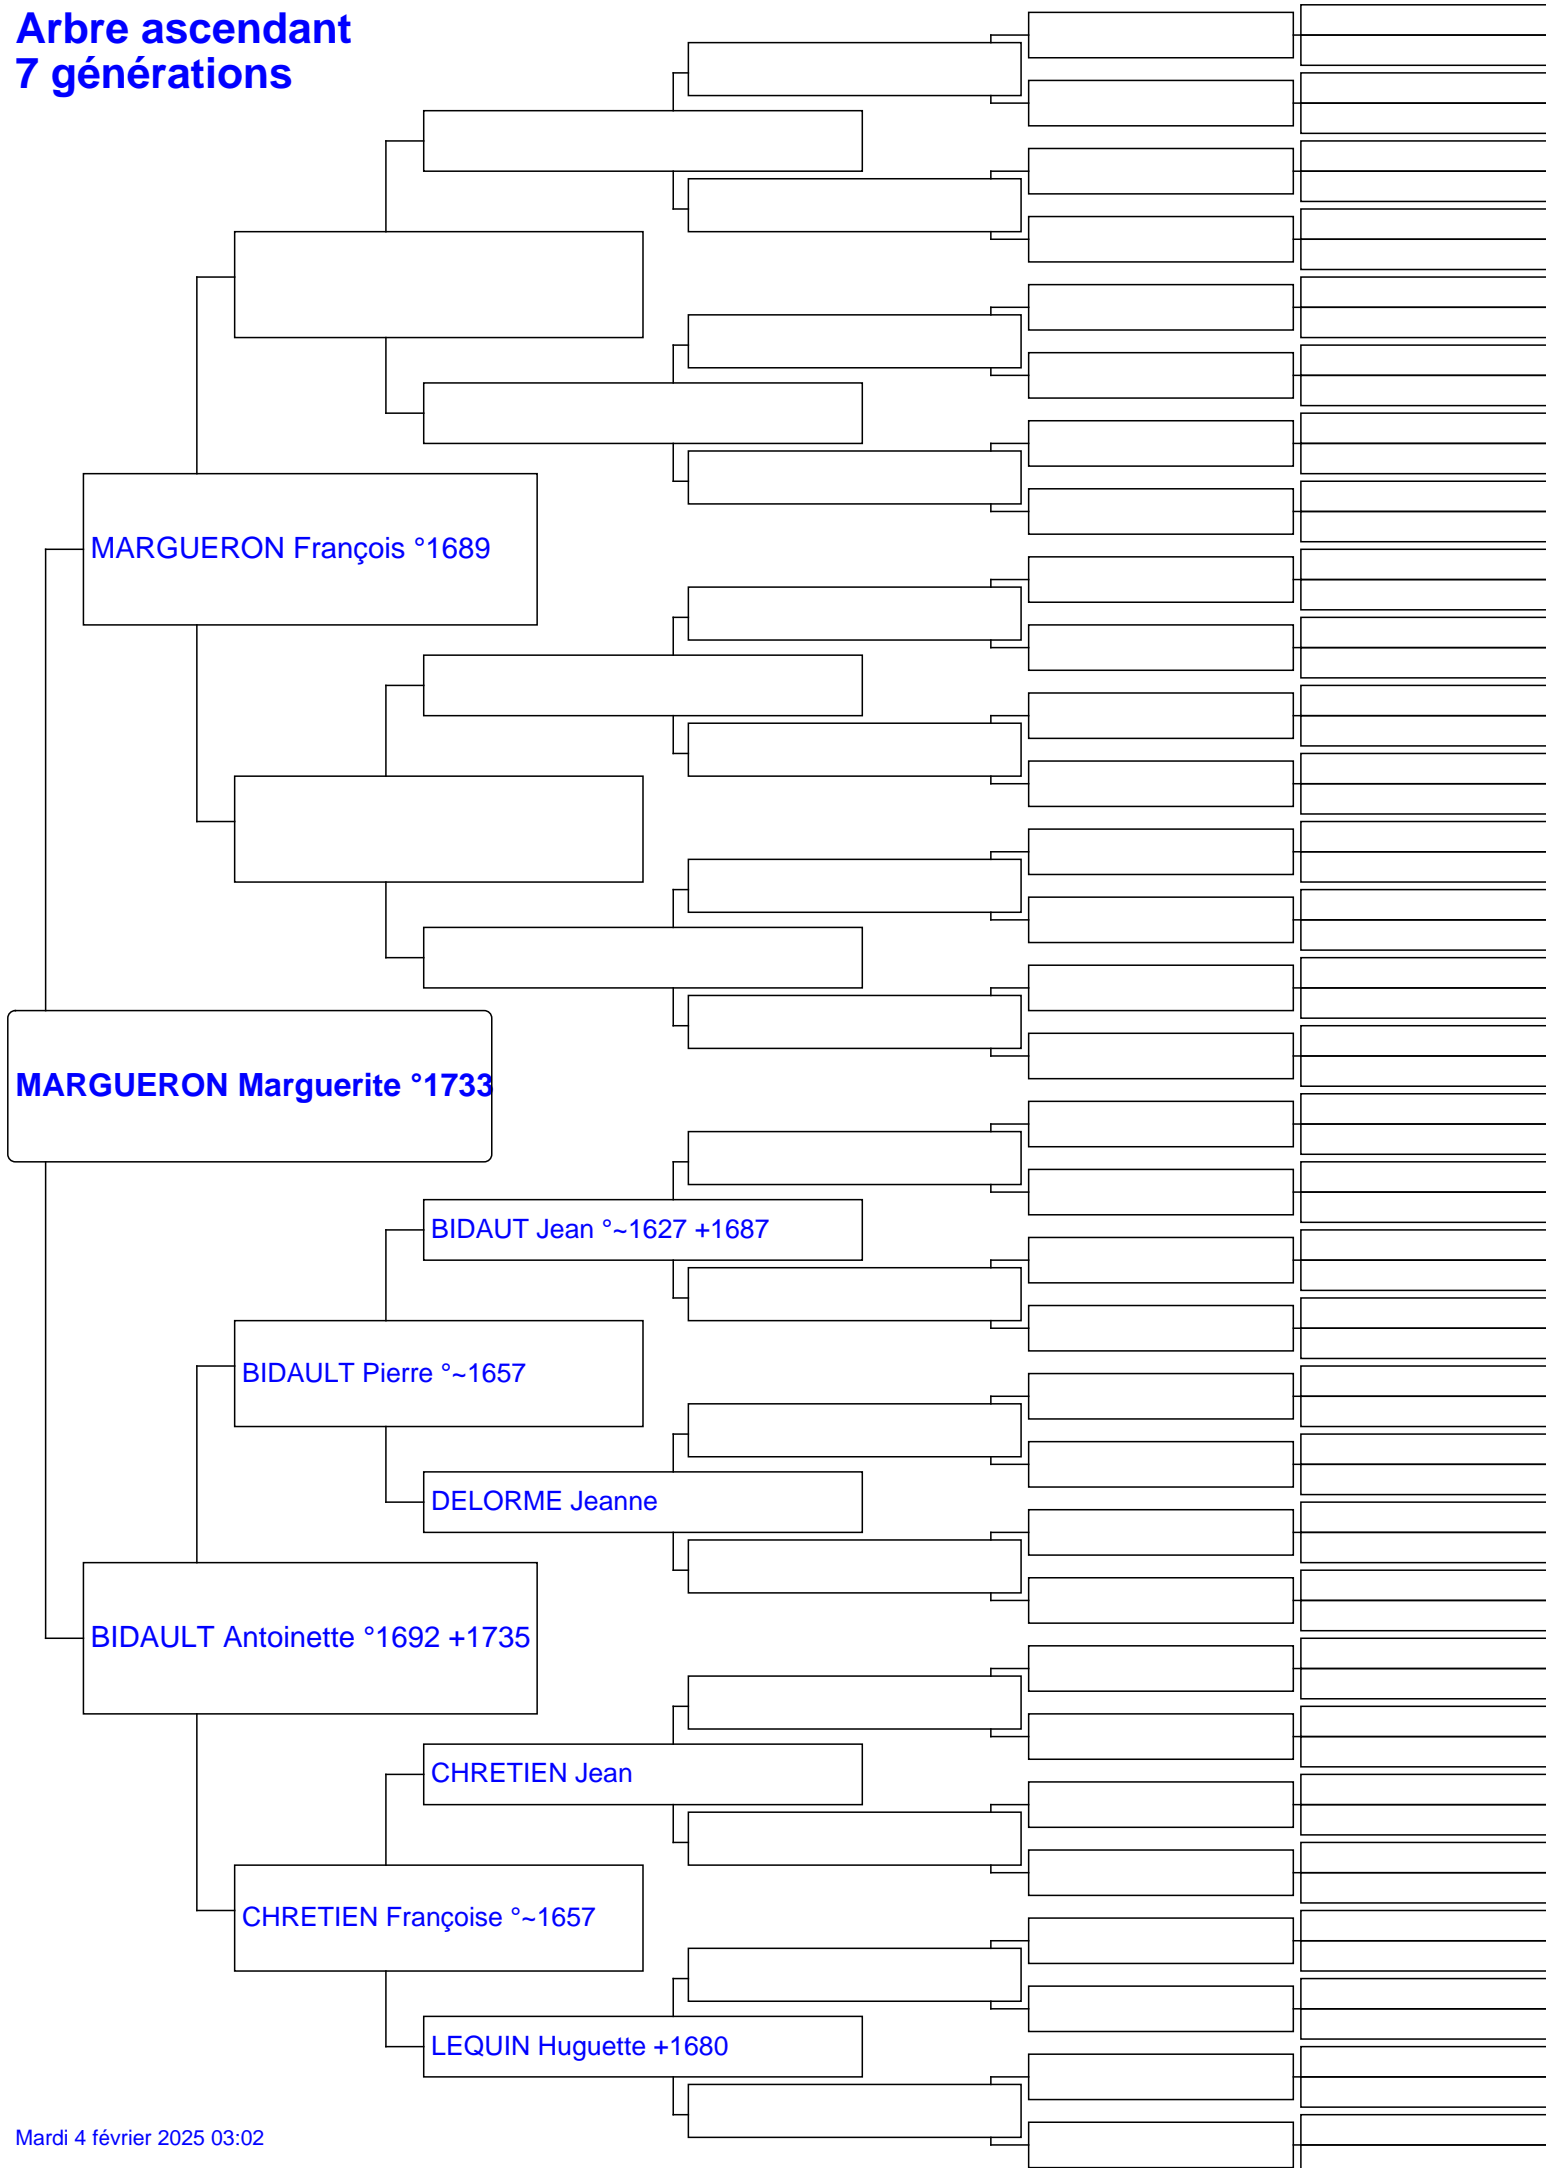 Arbre ascendant
7 générations
MARGUERON François °1689
MARGUERON Marguerite °1733
BIDAUT Jean °~1627 +1687
BIDAULT Pierre °~1657
DELORME Jeanne
BIDAULT Antoinette °1692 +1735
CHRETIEN Jean
CHRETIEN Françoise °~1657
LEQUIN Huguette +1680
Mardi 4 février 2025 03:02